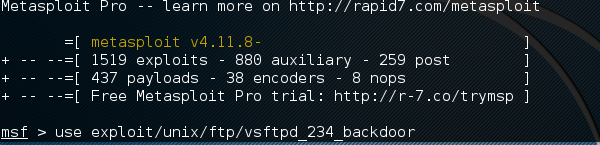 Metasploit Pro -- learn more on http://rapid7.com/metasploit
=[ metasploit v4.11.8- ]
+ -- --=[ 1519 exploits - 880 auxiliary - 259 post ]
+ -- --=[ 437 payloads - 38 encoders - 8 nops ]
+ -- --=[ Free Metasploit Pro trial: http://r-7.co/trymsp ]
msf > use exploit/unix/ftp/vsftpd_234_backdoor